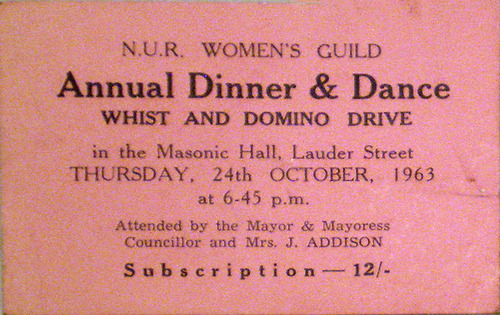 N.U.R. WOMEN'S GUILD
Annual Dinner & Dance
WHIST AND DOMINO DRIVE
in the Masonic Hall, Lauder Street
THURSDAY, 24th OCTOBER, 1963
at 6-45 p.m.
Attended by the Mayor & Mayoress
Councillor and Mrs. J. ADDISON
Subscription — 12/-